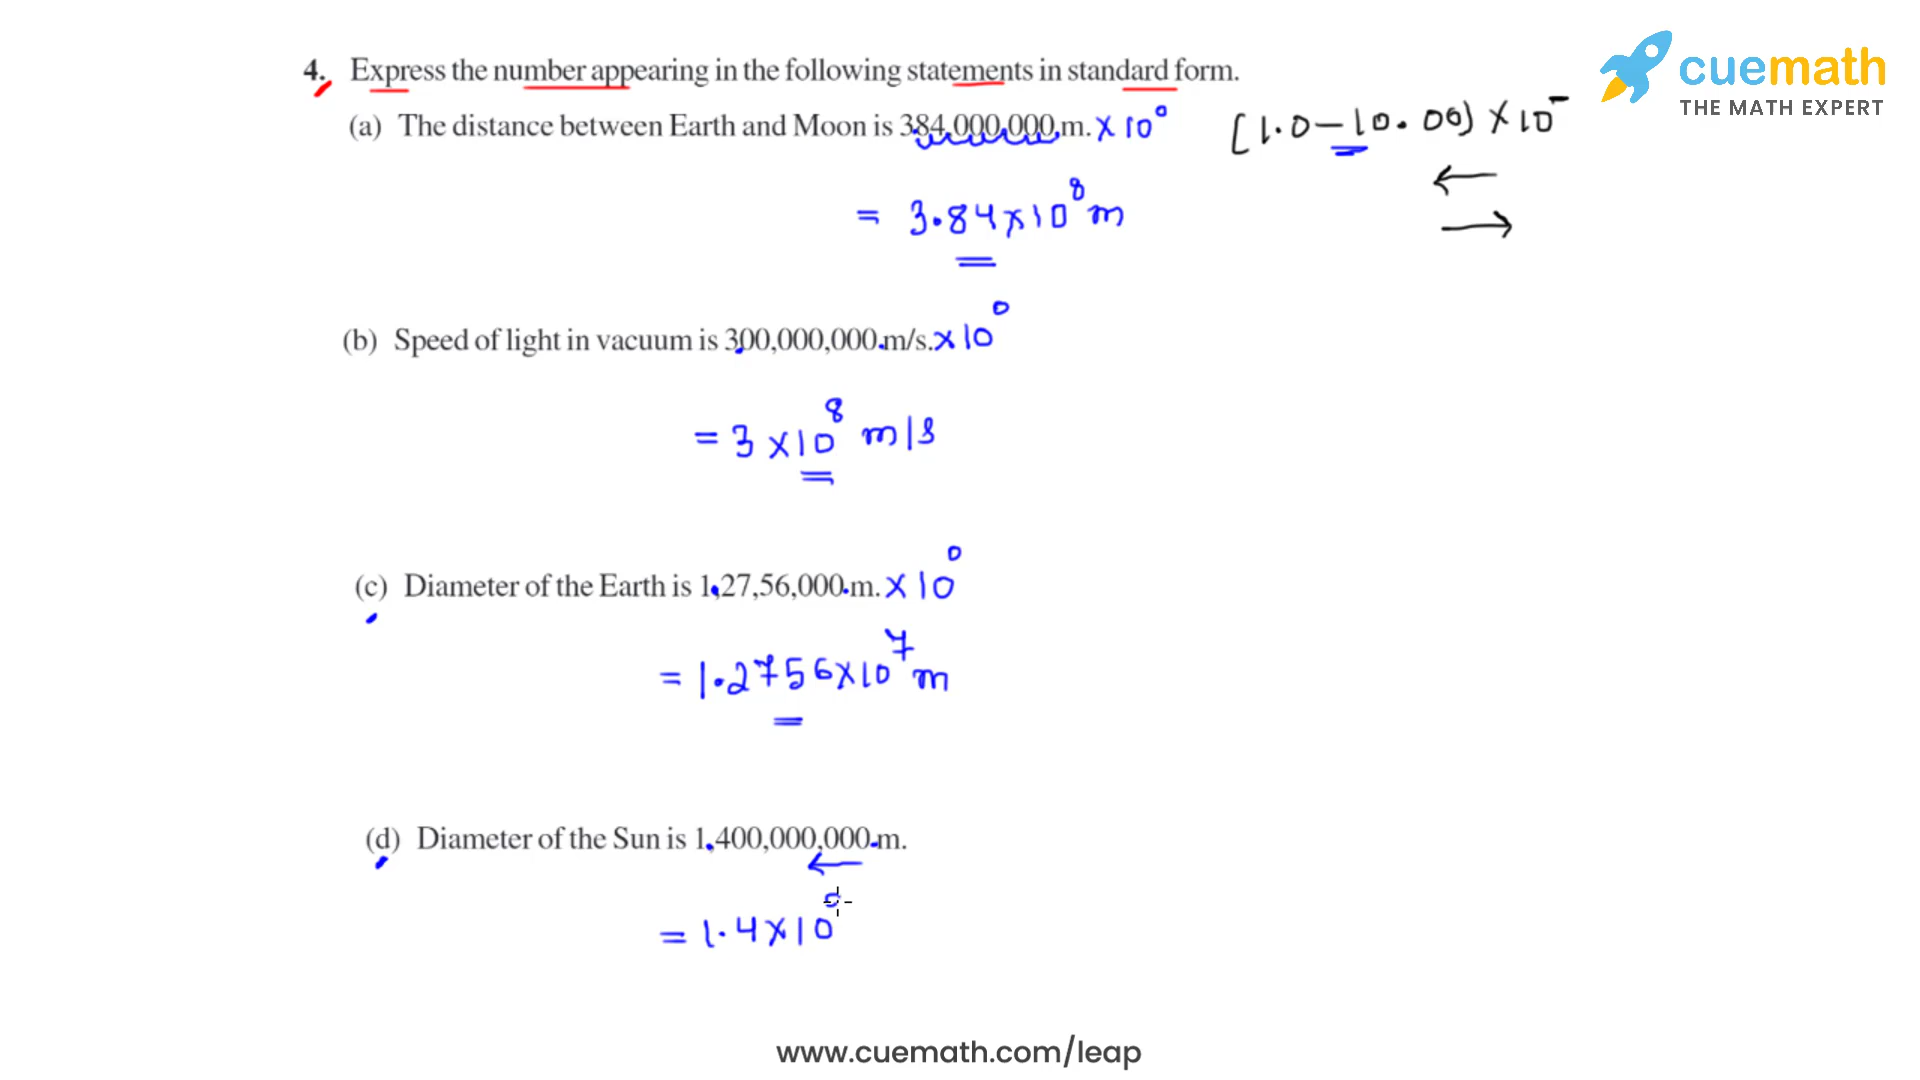 cuemath
THE MATH EXPERT
4. Express the number appearing in the following statements in standard form.
(a) The distance between Earth and Moon is 384,000,000.m. × 10⁰
[1.0 – 10.00) × 10⁻
= 3.84 × 10⁸ m
(b) Speed of light in vacuum is 300,000,000.m/s. × 10⁰
= 3 × 10⁸ m/s
(c) Diameter of the Earth is 1,27,56,000.m. × 10⁰
= 1.2756 × 10⁷ m
(d) Diameter of the Sun is 1,400,000,000.m.
= 1.4 × 10
www.cuemath.com/leap